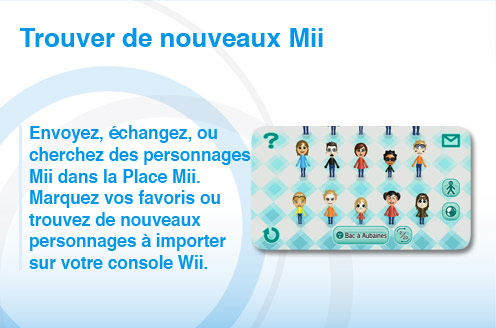 Trouver de nouveaux Mii
Envoyez, échangez, ou
cherchez des personnages
Mii dans la Place Mii.
Marquez vos favoris ou
trouvez de nouveaux
personnages à importer
sur votre console Wii.
?
Bac à Aubaines